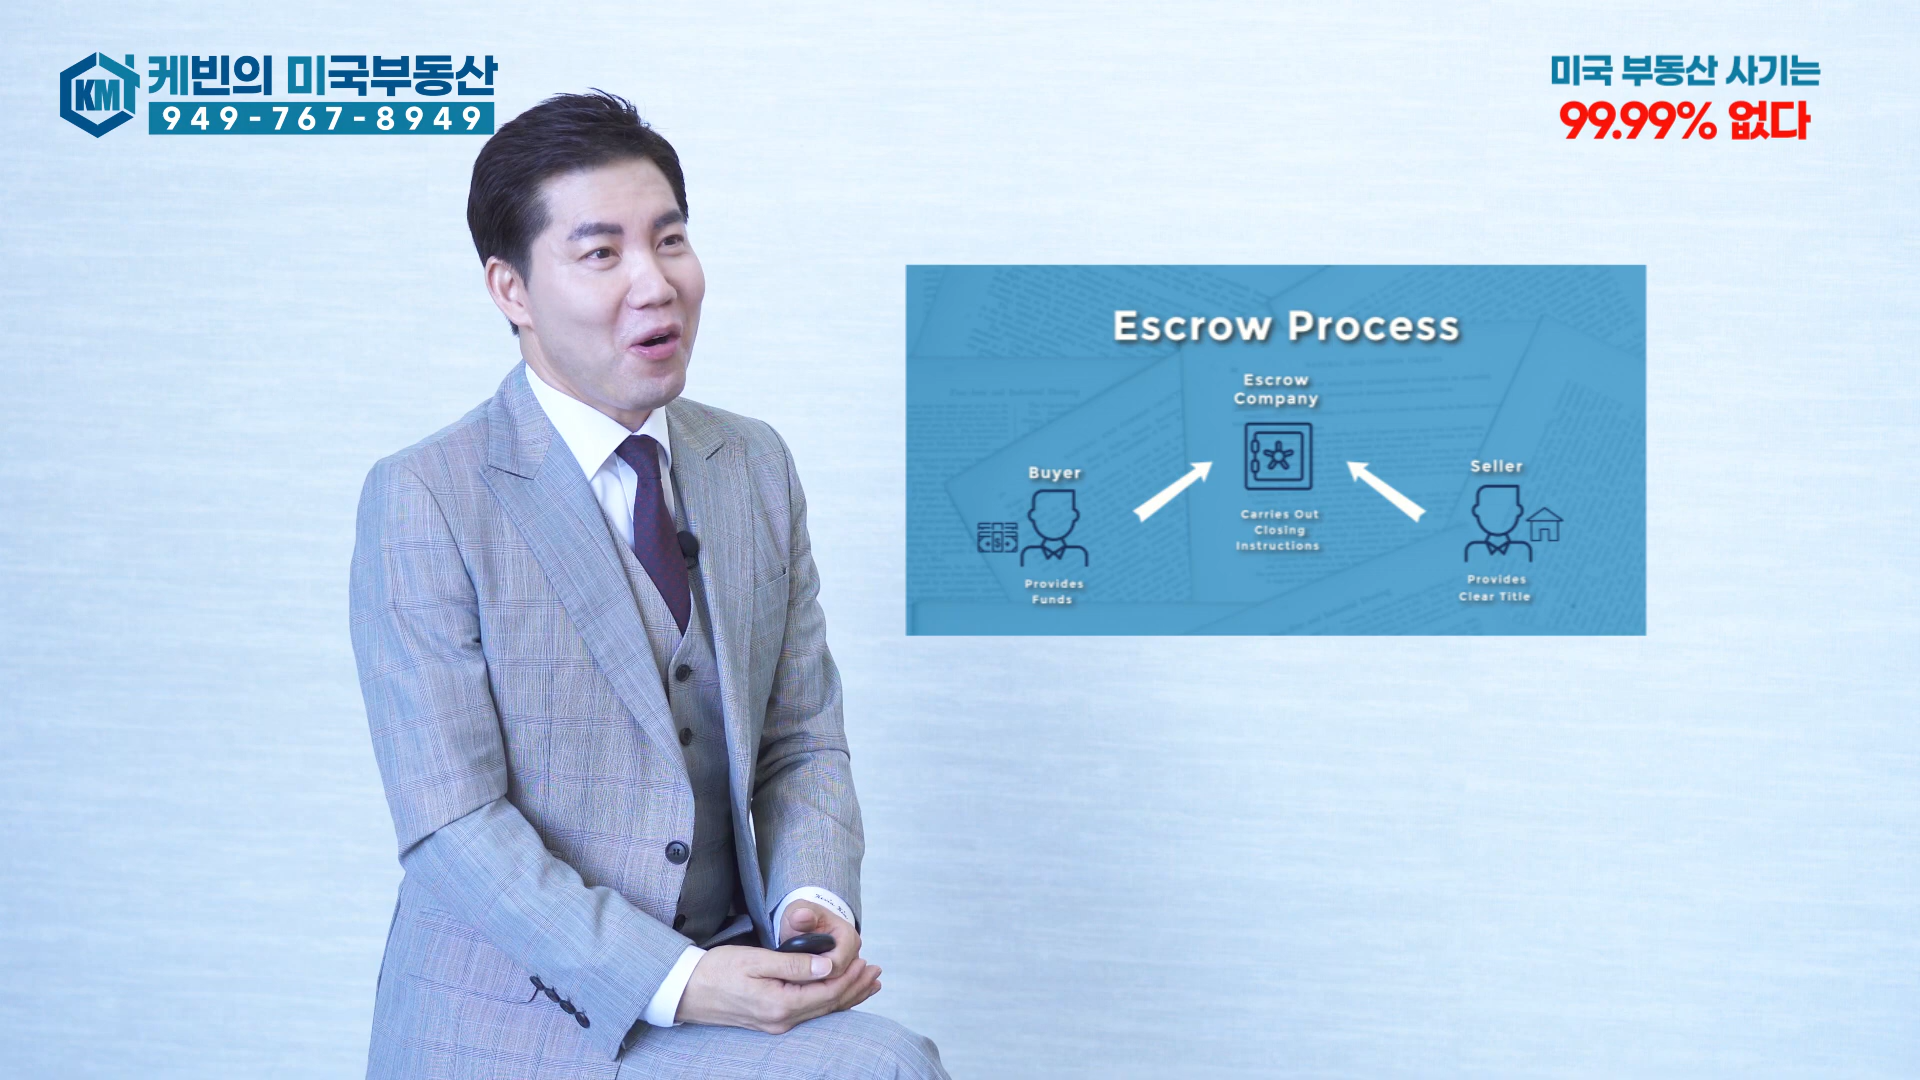 KM
케빈의 미국부동산
949-767-8949
미국 부동산 사기는
99.99% 없다
Escrow Process
Escrow
Company
Buyer
Seller
Carries Out
Closing
Instructions
Provides
Funds
Provides
Clear Title